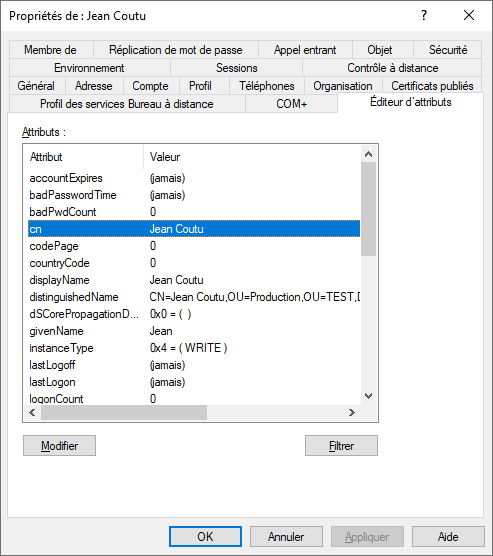 Propriétés de : Jean Coutu
Membre de Réplication de mot de passe Appel entrant Objet Sécurité
Environnement Sessions Contrôle à distance
Général Adresse Compte Profil Téléphones Organisation Certificats publiés
Profil des services Bureau à distance COM+ Éditeur d'attributs
Attributs :
Attribut Valeur
accountExpires (jamais)
badPasswordTime (jamais)
badPwdCount 0
cn Jean Coutu
codePage 0
countryCode 0
displayName Jean Coutu
distinguishedName CN=Jean Coutu,OU=Production,OU=TEST,D
dSCorePropagationD... 0x0 = ( )
givenName Jean
instanceType 0x4 = ( WRITE )
lastLogoff (jamais)
lastLogon (jamais)
logonCount 0
Modifier Filtrer
OK Annuler Appliquer Aide